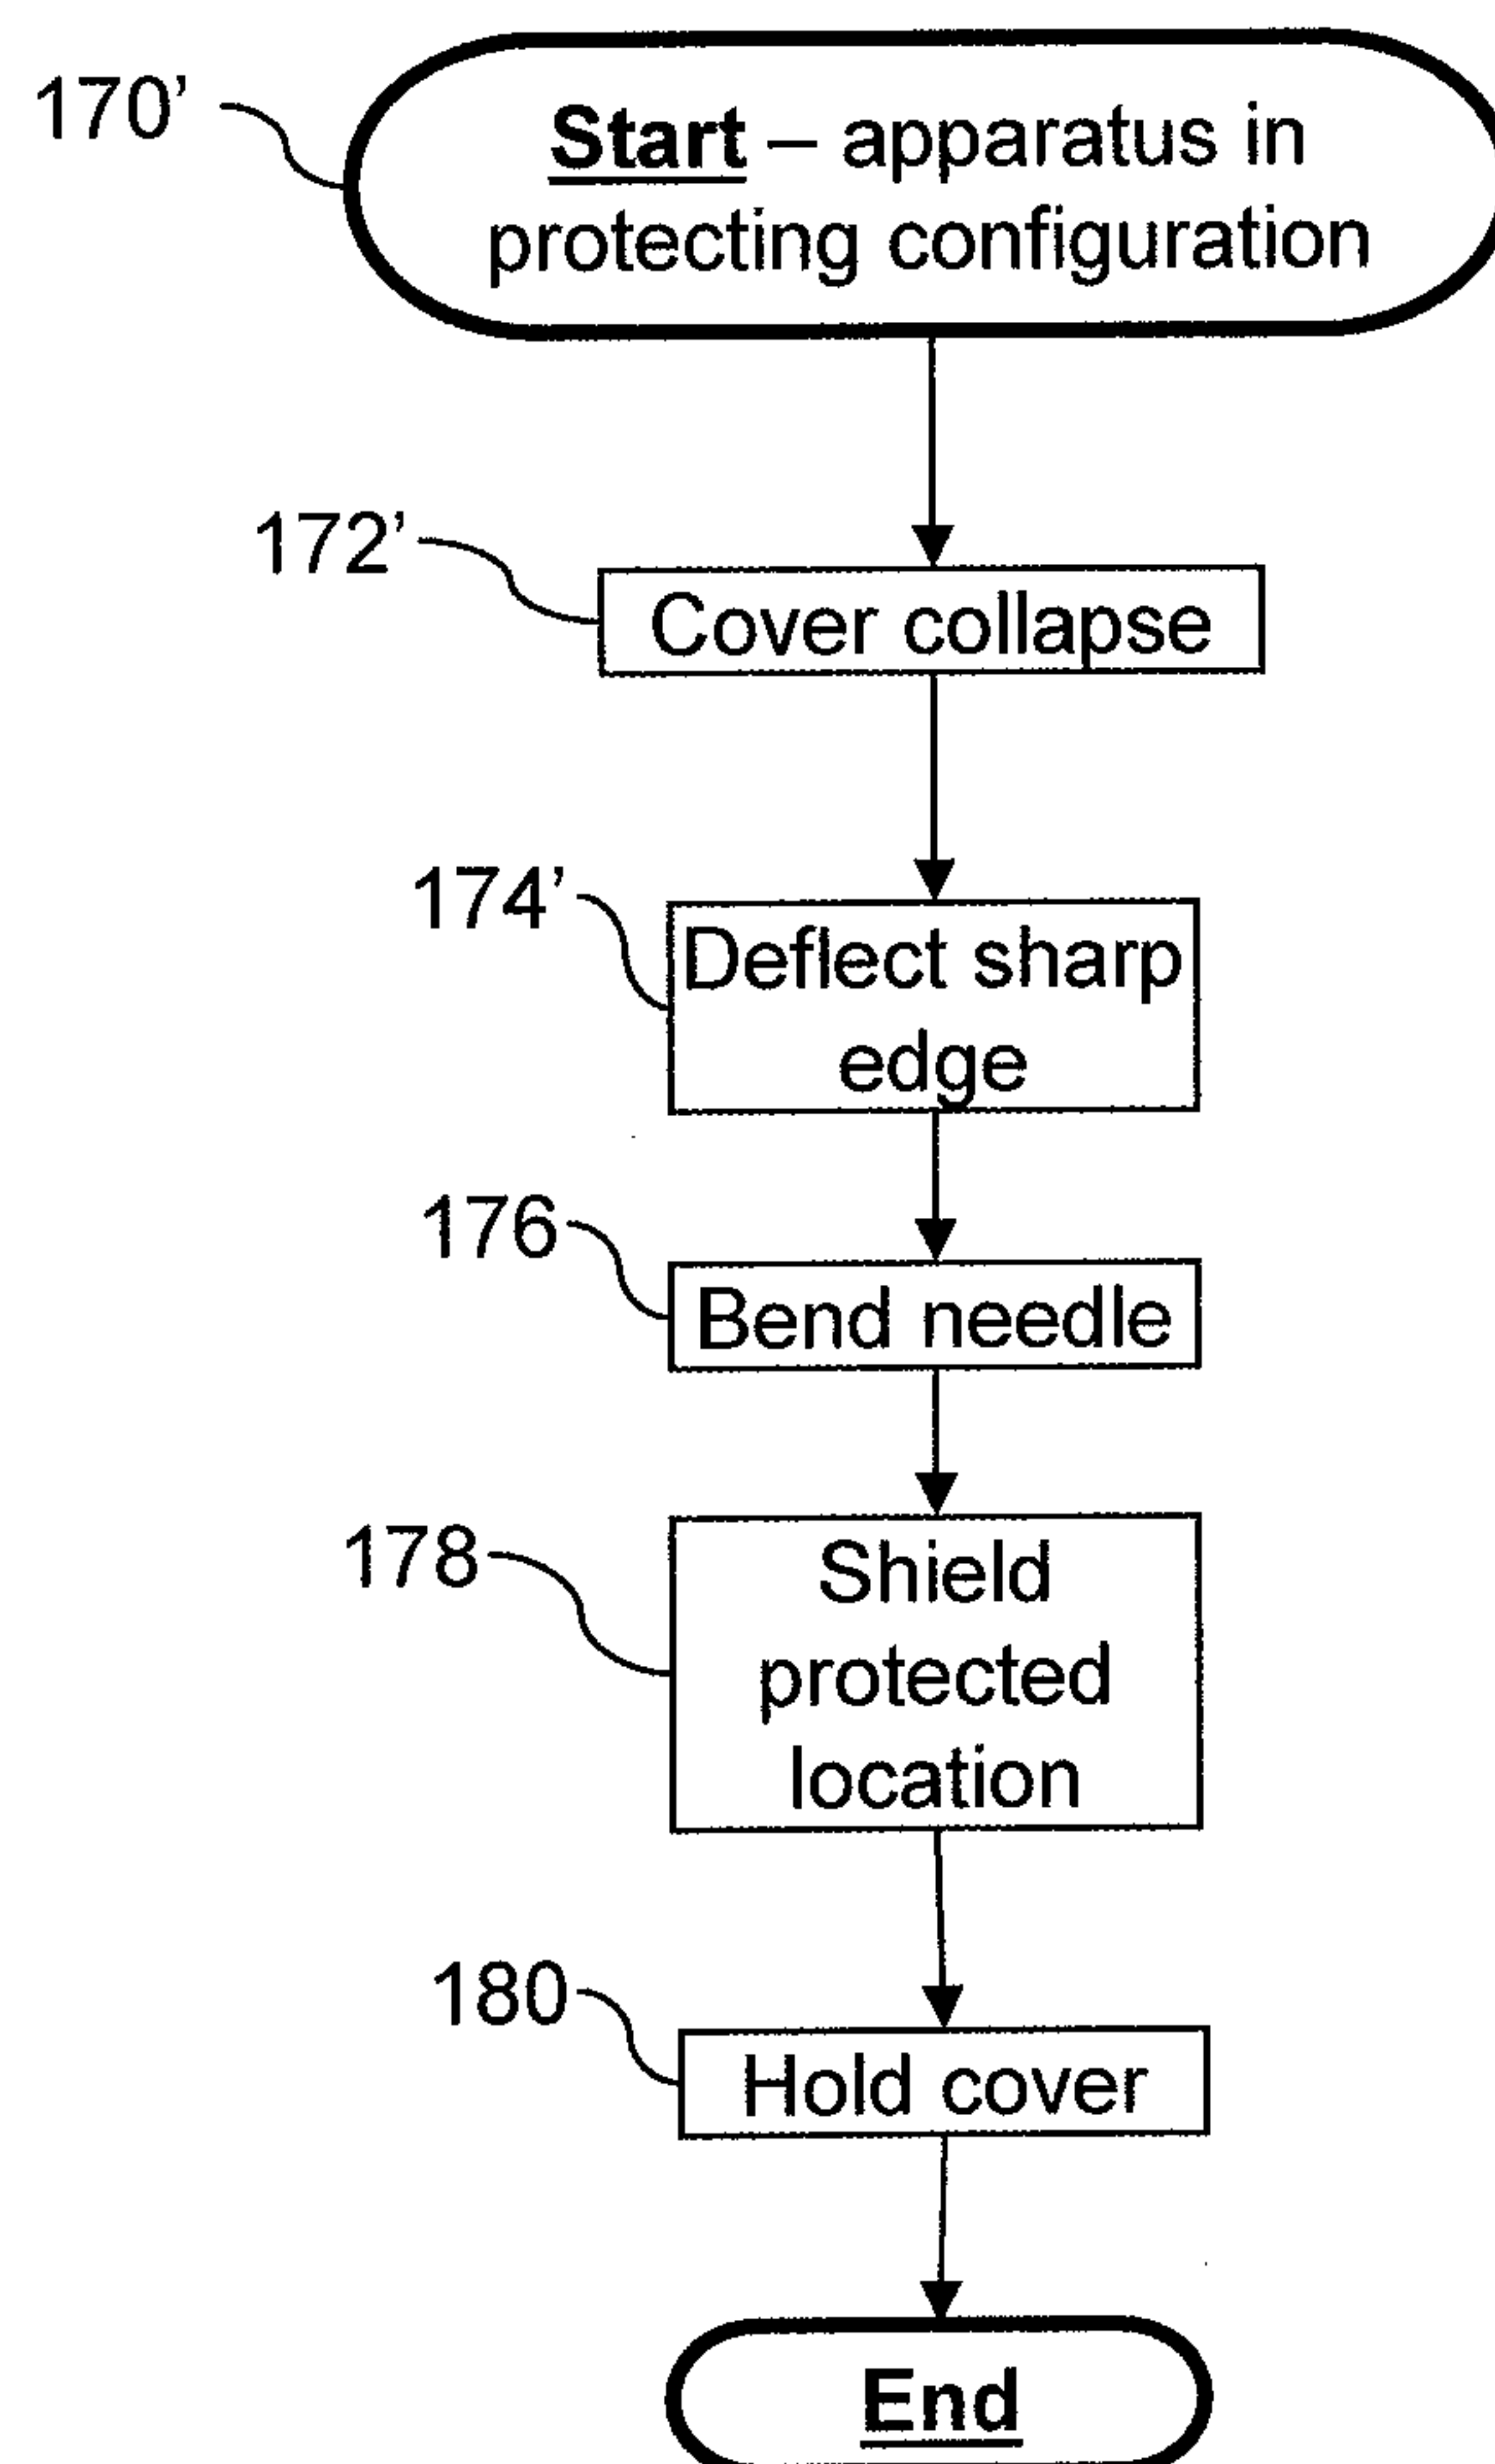 170’
Start – apparatus in
protecting configuration
172’
Cover collapse
174’
Deflect sharp
edge
176
Bend needle
178
Shield
protected
location
180
Hold cover
End